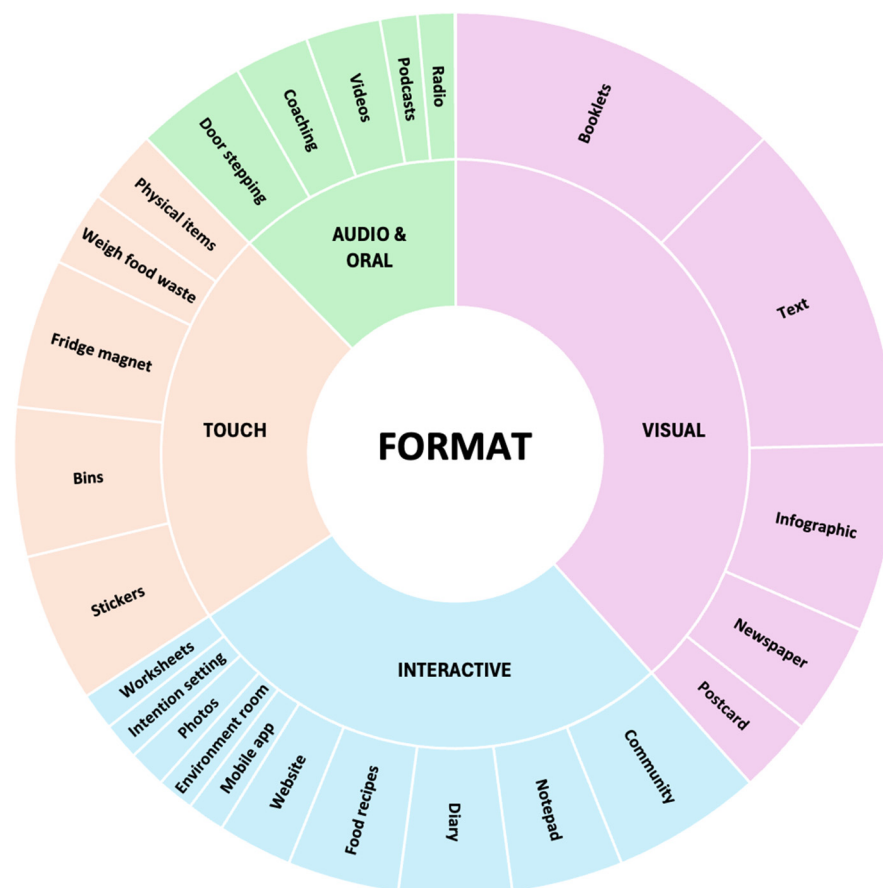 FORMAT
VISUAL
Booklets
Text
Infographic
Newspaper
Postcard
INTERACTIVE
Community
Notepad
Diary
Food recipes
Website
Mobile app
Environment room
Photos
Intention setting
Worksheets
TOUCH
Stickers
Bins
Fridge magnet
Weigh food waste
Physical items
AUDIO &
ORAL
Door stepping
Coaching
Videos
Podcasts
Radio